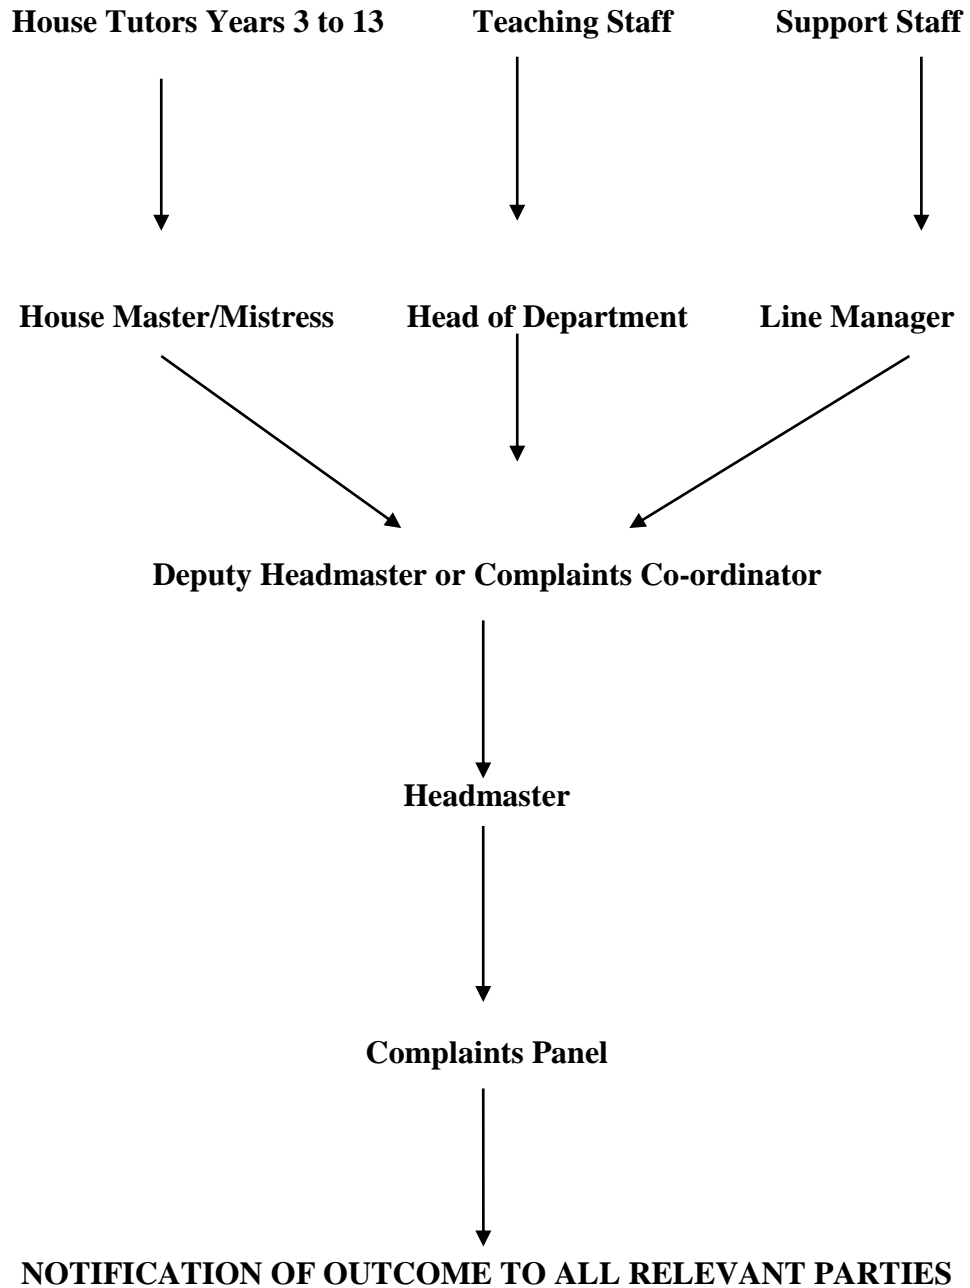 House Tutors Years 3 to 13 Teaching Staff Support Staff
House Master/Mistress Head of Department Line Manager
Deputy Headmaster or Complaints Co-ordinator
Headmaster
Complaints Panel
NOTIFICATION OF OUTCOME TO ALL RELEVANT PARTIES